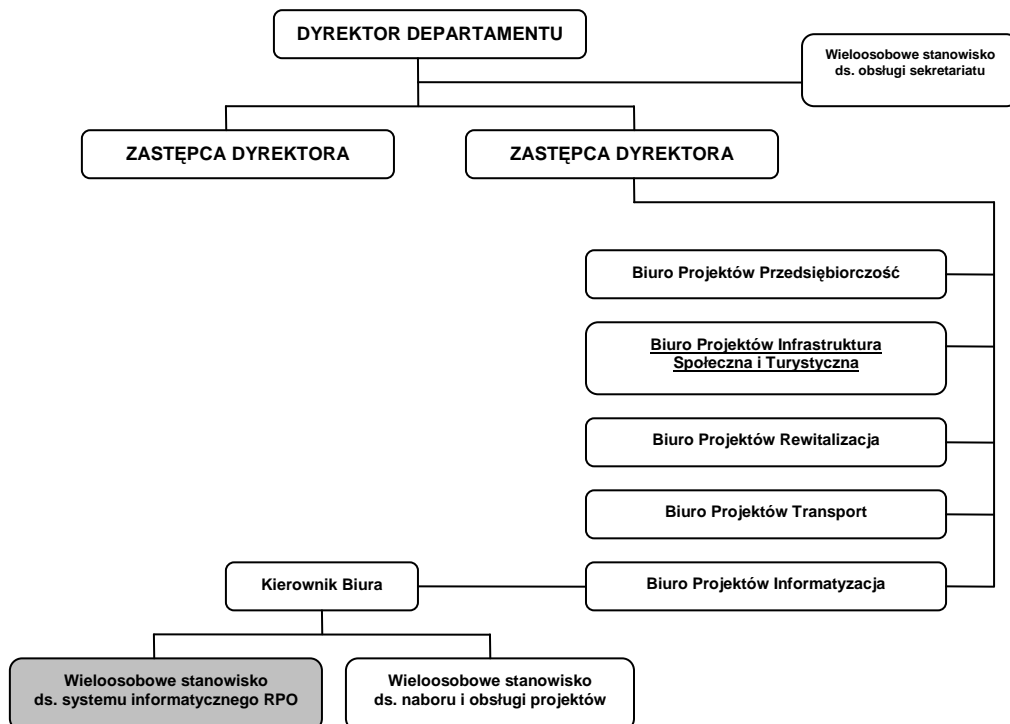 DYREKTOR DEPARTAMENTU
Wieloosobowe stanowisko
ds. obsługi sekretariatu
ZASTĘPCA DYREKTORA
ZASTĘPCA DYREKTORA
Biuro Projektów Przedsiębiorczość
Biuro Projektów Infrastruktura
Społeczna i Turystyczna
Biuro Projektów Rewitalizacja
Biuro Projektów Transport
Kierownik Biura
Biuro Projektów Informatyzacja
Wieloosobowe stanowisko
ds. systemu informatycznego RPO
Wieloosobowe stanowisko
ds. naboru i obsługi projektów